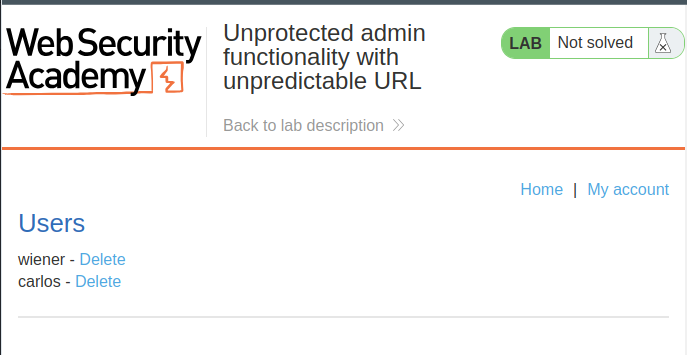 Web Security
Academy
Unprotected admin
functionality with
unpredictable URL
Back to lab description
LAB Not solved
Home | My account
Users
wiener - Delete
carlos - Delete